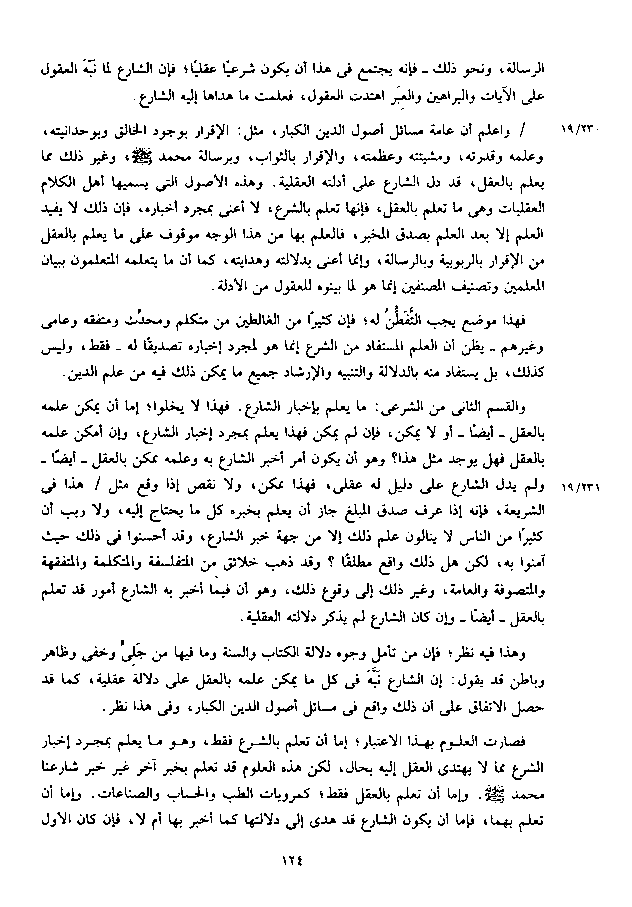 الرسالة، ونحو ذلك ـ فإنه يجتمع فى هذا أن يكون شرعيًا عقليًا؛ فإن الشارع لما نَبَّهَ العقول
على الآيات والبراهين والعِبَر اهتدت العقول، فعلمت ما هداها إليه الشارع.
١٩/٢٣٠ / واعلم أن عامة مسائل أصول الدين الكبار، مثل: الإقرار بوجود الخالق وبوحدانيته،
وعلمه وقدرته، ومشيئته وعظمته، والإقرار بالثواب، وبرسالة محمد ﷺ، وغير ذلك مما
يعلم بالعقل، قد دل الشارع على أدلته العقلية. وهذه الأصول التى يسميها أهل الكلام
العقليات وهى ما تعلم بالعقل، فإنها تعلم بالشرع، لا أعنى بمجرد أخباره، فإن ذلك لا يفيد
العلم إلا بعد العلم بصدق المخبر، فالعلم بها من هذا الوجه موقوف على ما يعلم بالعقل
من الإقرار بالربوبية وبالرسالة، وإنما أعنى بدلالته وهدايته، كما أن ما يتعلمه المتعلمون ببيان
المعلمين وتصنيف المصنفين إنما هو لما بينوه للعقول من الأدلة.
فهذا موضع يجب التَّفَطُّنُ له؛ فإن كثيرًا من الغالطين من متكلم ومحدِّث ومتفقه وعامى
وغيرهم ـ يظن أن العلم المستفاد من الشرع إنما هو لمجرد إخباره تصديقًا له ـ فقط، وليس
كذلك، بل يستفاد منه بالدلالة والتنبيه والإرشاد جميع ما يمكن ذلك فيه من علم الدين.
والقسم الثانى من الشرعى: ما يعلم بإخبار الشارع. فهذا لا يخلوا؛ إما أن يمكن علمه
بالعقل ـ أيضًا ـ أو لا يمكن، فإن لم يمكن فهذا يعلم بمجرد إخبار الشارع، وإن أمكن علمه
بالعقل فهل يوجد مثل هذا؟ وهو أن يكون أمر أخبر الشارع به وعلمه ممكن بالعقل ـ أيضًا ـ
١٩/٢٣١ ولم يدل الشارع على دليل له عقلى، فهذا ممكن، ولا نقص إذا وقع مثل / هذا فى
الشريعة، فإنه إذا عرف صدق المبلغ جاز أن يعلم بخبره كل ما يحتاج إليه، ولا ريب أن
كثيرًا من الناس لا ينالون علم ذلك إلا من جهة خبر الشارع، وقد أحسنوا فى ذلك حيث
آمنوا به، لكن هل ذلك واقع مطلقًا ؟ وقد ذهب خلائق من المتفلسفة والمتكلمة والمتفقهة
والمتصوفة والعامة، وغير ذلك إلى وقوع ذلك، وهو أن فيما أخبر به الشارع أمور قد تعلم
بالعقل ـ أيضًا ـ وإن كان الشارع لم يذكر دلالته العقلية.
وهذا فيه نظر؛ فإن من تأمل وجوه دلالة الكتاب والسنة وما فيها من جَلِىٍّ وخفى وظاهر
وباطن قد يقول: إن الشارع نَبَّهَ فى كل ما يمكن علمه بالعقل على دلالة عقلية، كما قد
حصل الاتفاق على أن ذلك واقع فى مسائل أصول الدين الكبار، وفى هذا نظر.
فصارت العلوم بهذا الاعتبار؛ إما أن تعلم بالشرع فقط، وهو ما يعلم بمجرد إخبار
الشرع مما لا يهتدى العقل إليه بحال، لكن هذه العلوم قد تعلم بخبر آخر غير خبر شارعنا
محمد ﷺ. وإما أن تعلم بالعقل فقط؛ كمرويات الطب والحساب والصناعات. وإما أن
تعلم بهما، فإما أن يكون الشارع قد هدى إلى دلالتها كما أخبر بها أم لا، فإن كان الأول
١٢٤